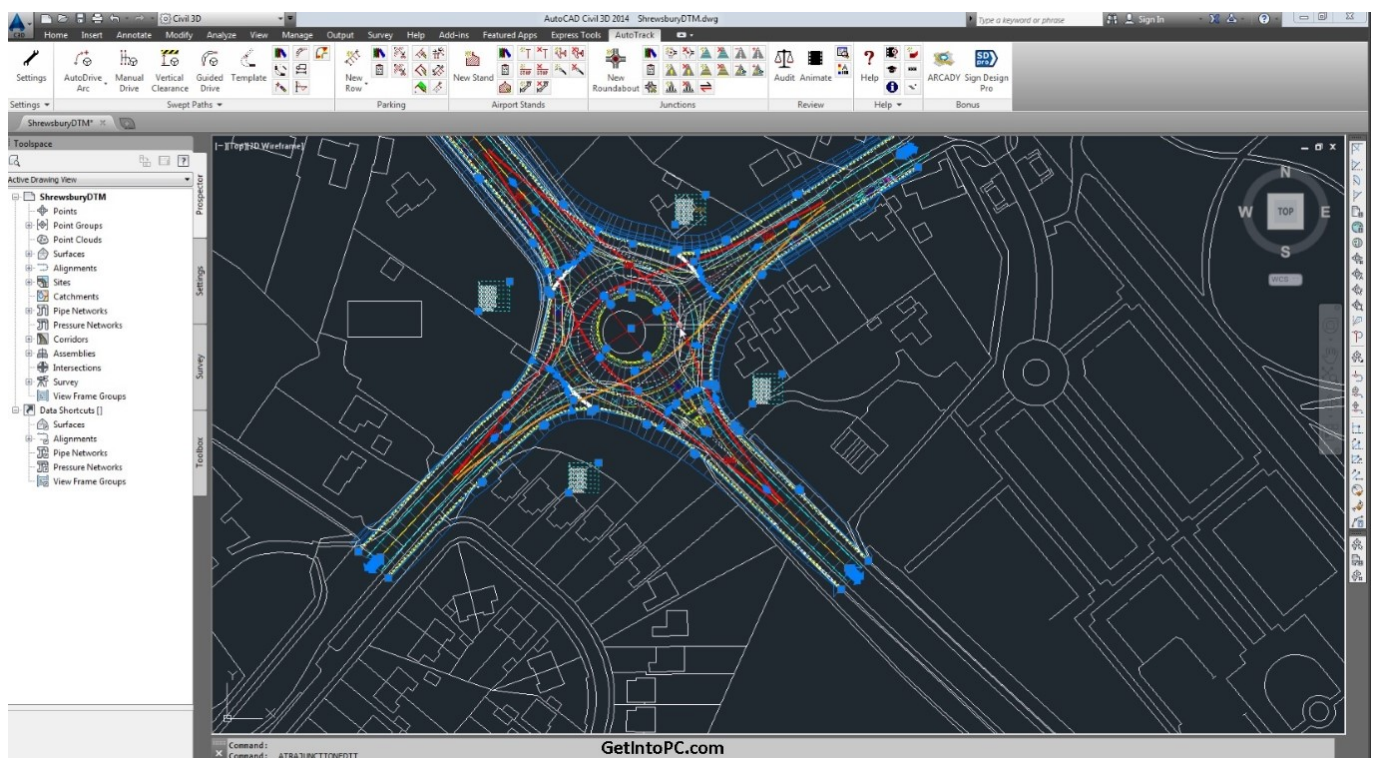 AutoCAD Civil 3D 2014 ShrewsburyDTM.dwg
Civil 3D
Type a keyword or phrase
Sign In
Home Insert Annotate Modify Analyze View Manage Output Survey Help Add-ins Featured Apps Express Tools AutoTrack
Settings
AutoDrive Arc
Manual Drive
Vertical Clearance
Guided Drive
Template
New Row
New Stand
New Roundabout
Audit
Animate
Help
ARCADY
Sign Design Pro
Settings
Swept Paths
Parking
Airport Stands
Junctions
Review
Help
Bonus
ShrewsburyDTM*
Toolspace
Active Drawing View
ShrewsburyDTM
Points
Point Groups
Point Clouds
Surfaces
Alignments
Sites
Catchments
Pipe Networks
Pressure Networks
Corridors
Assemblies
Intersections
Survey
View Frame Groups
Data Shortcuts []
Surfaces
Alignments
Pipe Networks
Pressure Networks
View Frame Groups
Prospector
Settings
Survey
Toolbox
[−][Top][3D Wireframe]
N
W
TOP
E
S
WCS
Y
X
Command:
Command: ATRAJUNCTIONEDIT
GetIntoPC.com